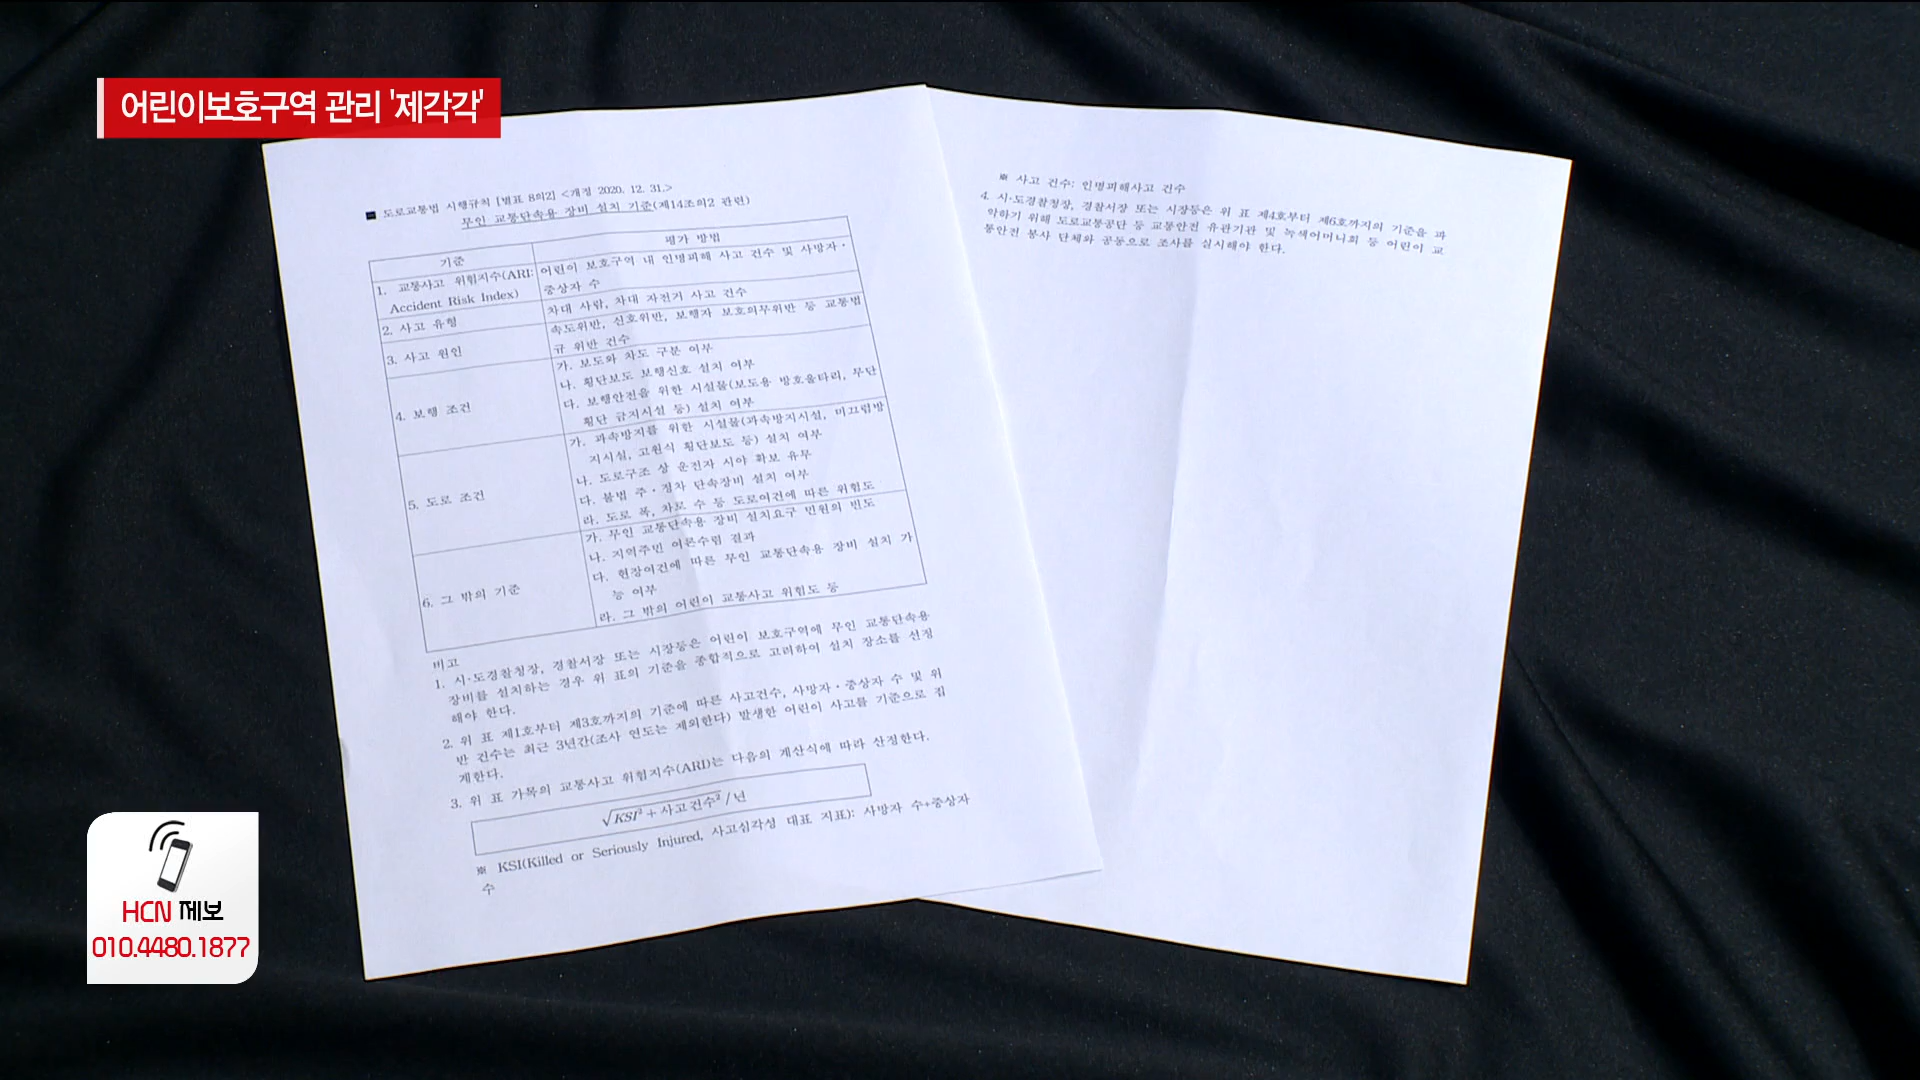 어린이보호구역 관리 '제각각'
■ 도로교통법 시행규칙 [별표 8의2] <개정 2020. 12. 31.>
무인 교통단속용 장비 설치 기준(제14조의2 관련)
기준
평가 방법
1. 교통사고 위험지수(ARI:
Accident Risk Index)
어린이 보호구역 내 인명피해 사고 건수 및 사망자·
중상자 수
2. 사고 유형
차대 사람, 차대 자전거 사고 건수
3. 사고 원인
속도위반, 신호위반, 보행자 보호의무위반 등 교통법
규 위반 건수
4. 보행 조건
가. 보도와 차도 구분 여부
나. 횡단보도 보행신호 설치 여부
다. 보행안전을 위한 시설물(보도용 방호울타리, 무단
횡단 금지시설 등) 설치 여부
5. 도로 조건
가. 과속방지를 위한 시설물(과속방지시설, 미끄럼방
지시설, 고원식 횡단보도 등) 설치 여부
나. 도로구조 상 운전자 시야 확보 유무
다. 불법 주·정차 단속장비 설치 여부
라. 도로 폭, 차로 수 등 도로여건에 따른 위험도
6. 그 밖의 기준
가. 무인 교통단속용 장비 설치요구 민원의 빈도
나. 지역주민 여론수렴 결과
다. 현장여건에 따른 무인 교통단속용 장비 설치 가
능 여부
라. 그 밖의 어린이 교통사고 위험도 등
비고
1. 시·도경찰청장, 경찰서장 또는 시장등은 어린이 보호구역에 무인 교통단속용
장비를 설치하는 경우 위 표의 기준을 종합적으로 고려하여 설치 장소를 선정
해야 한다.
2. 위 표 제1호부터 제3호까지의 기준에 따른 사고건수, 사망자·중상자 수 및 위
반 건수는 최근 3년간(조사 연도는 제외한다) 발생한 어린이 사고를 기준으로 집
계한다.
3. 위 표 가목의 교통사고 위험지수(ARI)는 다음의 계산식에 따라 산정한다.
√KSI² + 사고건수² / 년
※ KSI(Killed or Seriously Injured, 사고심각성 대표 지표): 사망자 수+중상자
수
※ 사고 건수: 인명피해사고 건수
4. 시·도경찰청장, 경찰서장 또는 시장등은 위 표 제4호부터 제6호까지의 기준을 파
악하기 위해 도로교통공단 등 교통안전 유관기관 및 녹색어머니회 등 어린이 교
통안전 봉사 단체와 공동으로 조사를 실시해야 한다.
HCN 제보
010.4480.1877